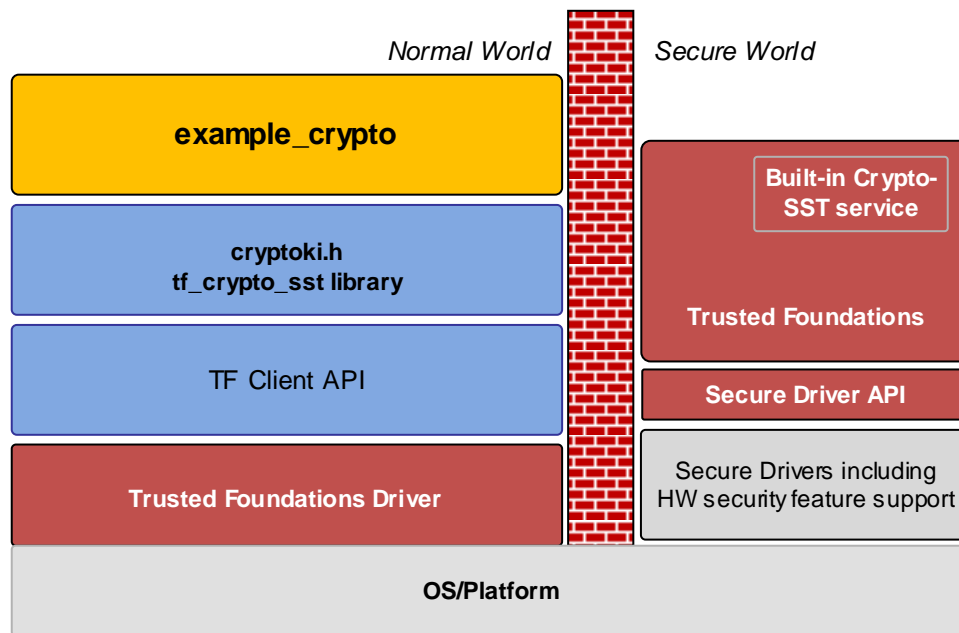 Normal World
Secure World
example_crypto
Built-in Crypto-
SST service
cryptoki.h
tf_crypto_sst library
Trusted Foundations
TF Client API
Secure Driver API
Trusted Foundations Driver
Secure Drivers including
HW security feature support
OS/Platform